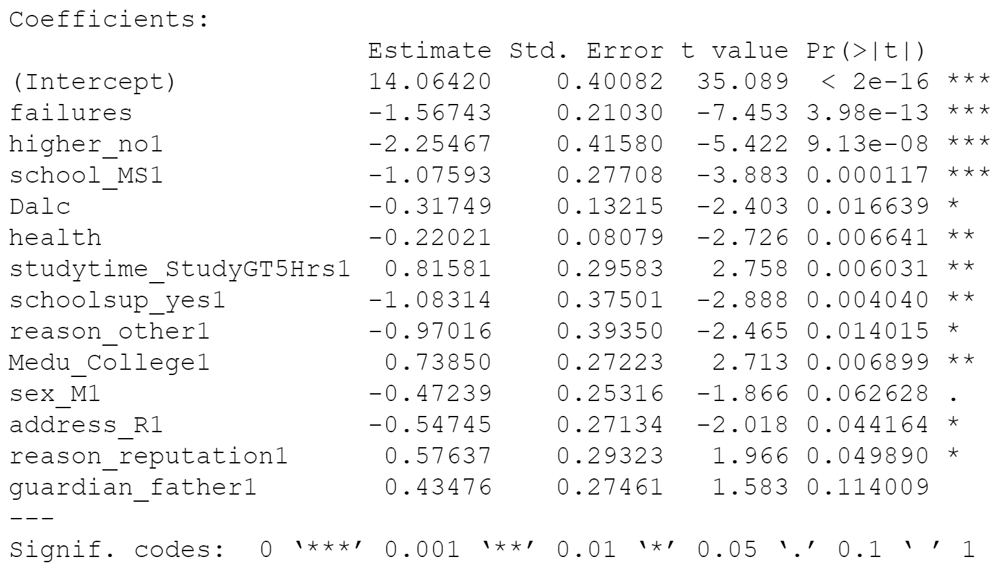 Coefficients:
                       Estimate Std. Error t value Pr(>|t|)
(Intercept)            14.06420    0.40082  35.089  < 2e-16 ***
failures               -1.56743    0.21030  -7.453 3.98e-13 ***
higher_no1             -2.25467    0.41580  -5.422 9.13e-08 ***
school_MS1             -1.07593    0.27708  -3.883 0.000117 ***
Dalc                   -0.31749    0.13215  -2.403 0.016639 *
health                 -0.22021    0.08079  -2.726 0.006641 **
studytime_StudyGT5Hrs1  0.81581    0.29583   2.758 0.006031 **
schoolsup_yes1         -1.08314    0.37501  -2.888 0.004040 **
reason_other1          -0.97016    0.39350  -2.465 0.014015 *
Medu_College1           0.73850    0.27223   2.713 0.006899 **
sex_M1                 -0.47239    0.25316  -1.866 0.062628 .
address_R1             -0.54745    0.27134  -2.018 0.044164 *
reason_reputation1      0.57637    0.29323   1.966 0.049890 *
guardian_father1        0.43476    0.27461   1.583 0.114009
---
Signif. codes:  0 ‘***’ 0.001 ‘**’ 0.01 ‘*’ 0.05 ‘.’ 0.1 ‘ ’ 1